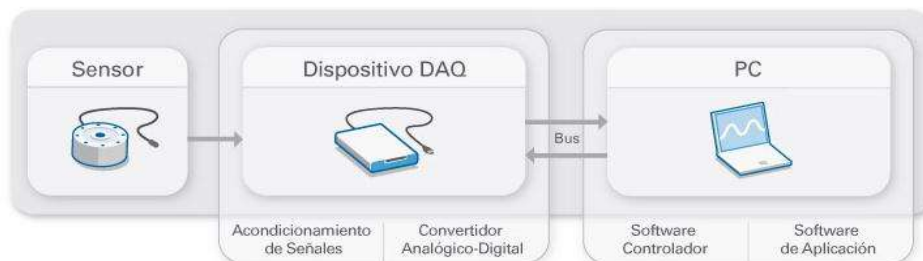 Sensor
Dispositivo DAQ
PC
Bus
Acondicionamiento
de Señales
Convertidor
Analógico-Digital
Software
Controlador
Software
de Aplicación